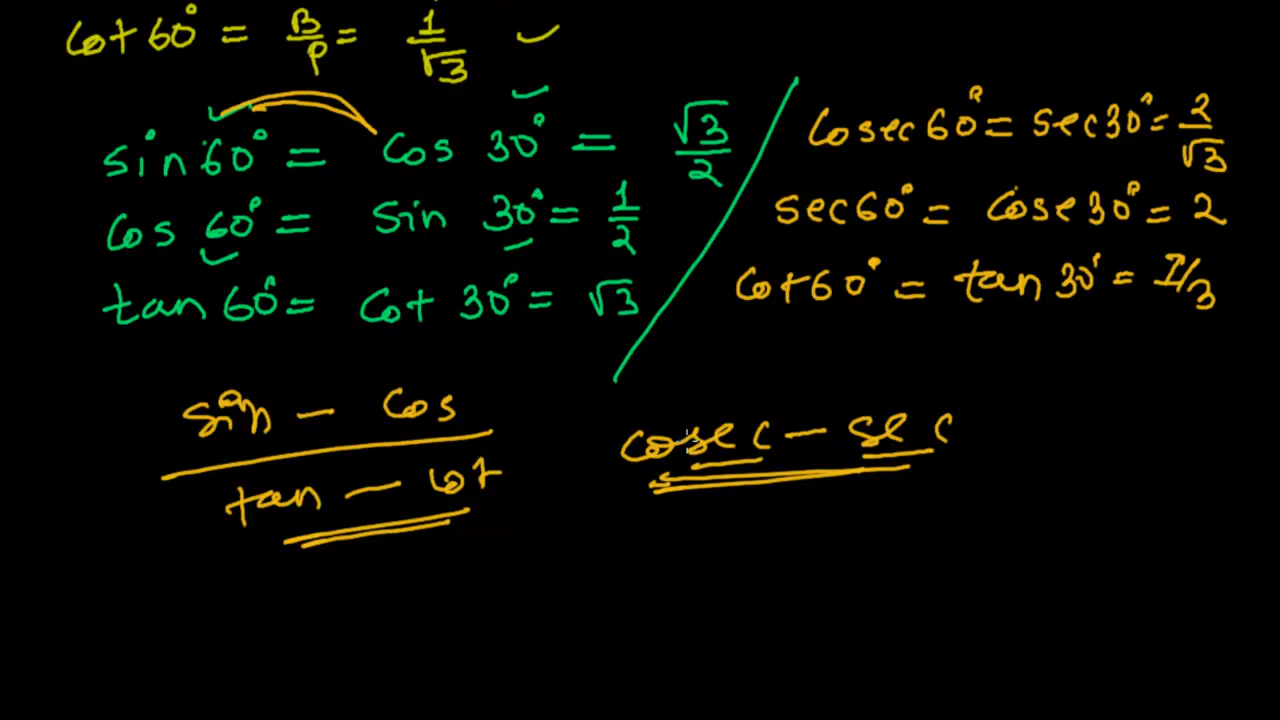 cot 60° = B/P = 1/√3 ✓
sin 60° = cos 30° = √3/2
cos 60° = sin 30° = 1/2
tan 60° = cot 30° = √3
cosec 60° = sec 30° = 2/√3
sec 60° = cose 30° = 2
cot 60° = tan 30° = 1/3
sin — cos
tan — cot
cosec — sec